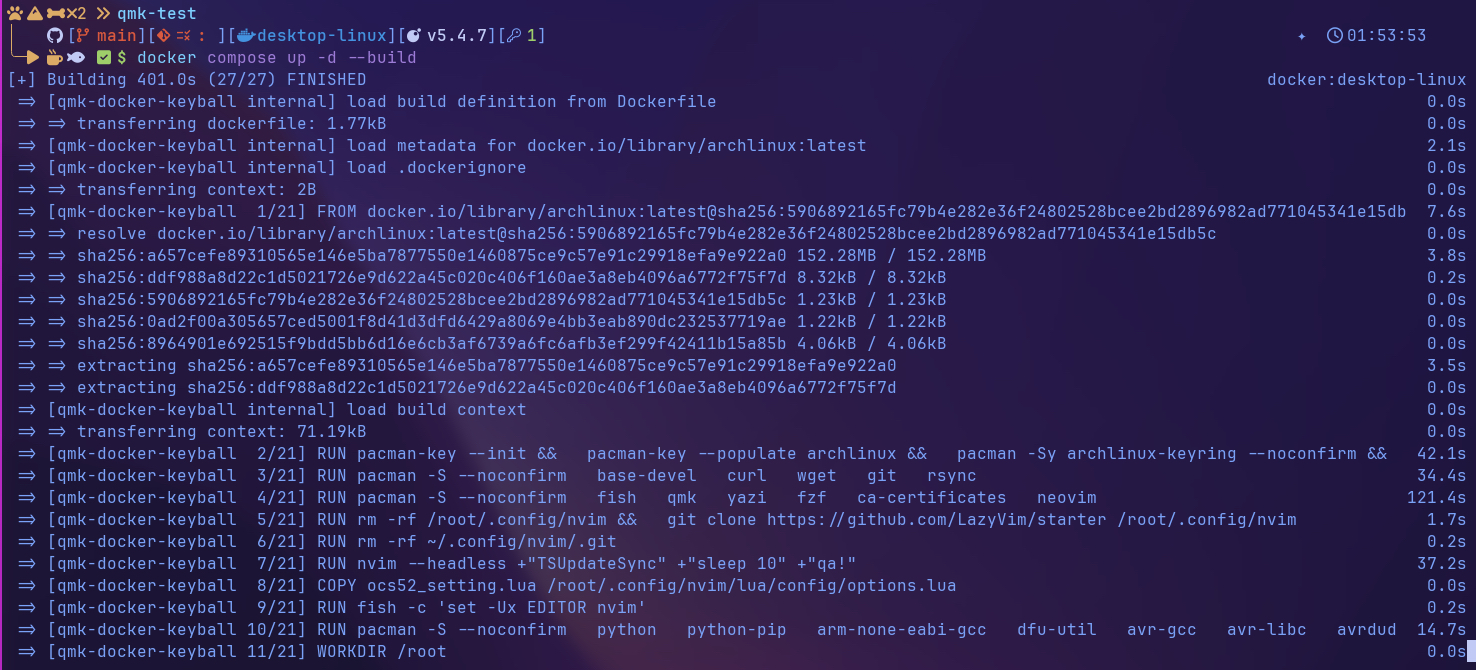 ×2 » qmk-test
[ main][ =× : ][desktop-linux][ v5.4.7][ 1] 01:53:53
$ docker compose up -d --build
[+] Building 401.0s (27/27) FINISHED docker:desktop-linux
=> [qmk-docker-keyball internal] load build definition from Dockerfile 0.0s
=> => transferring dockerfile: 1.77kB 0.0s
=> [qmk-docker-keyball internal] load metadata for docker.io/library/archlinux:latest 2.1s
=> [qmk-docker-keyball internal] load .dockerignore 0.0s
=> => transferring context: 2B 0.0s
=> [qmk-docker-keyball  1/21] FROM docker.io/library/archlinux:latest@sha256:5906892165fc79b4e282e36f24802528bcee2bd2896982ad771045341e15db 7.6s
=> => resolve docker.io/library/archlinux:latest@sha256:5906892165fc79b4e282e36f24802528bcee2bd2896982ad771045341e15db5c 0.0s
=> => sha256:a657cefe89310565e146e5ba7877550e1460875ce9c57e91c29918efa9e922a0 152.28MB / 152.28MB 3.8s
=> => sha256:ddf988a8d22c1d5021726e9d622a45c020c406f160ae3a8eb4096a6772f75f7d 8.32kB / 8.32kB 0.2s
=> => sha256:5906892165fc79b4e282e36f24802528bcee2bd2896982ad771045341e15db5c 1.23kB / 1.23kB 0.0s
=> => sha256:0ad2f00a305657ced5001f8d41d3dfd6429a8069e4bb3eab890dc232537719ae 1.22kB / 1.22kB 0.0s
=> => sha256:8964901e692515f9bdd5bb6d16e6cb3af6739a6fc6afb3ef299f42411b15a85b 4.06kB / 4.06kB 0.0s
=> => extracting sha256:a657cefe89310565e146e5ba7877550e1460875ce9c57e91c29918efa9e922a0 3.5s
=> => extracting sha256:ddf988a8d22c1d5021726e9d622a45c020c406f160ae3a8eb4096a6772f75f7d 0.0s
=> [qmk-docker-keyball internal] load build context 0.0s
=> => transferring context: 71.19kB 0.0s
=> [qmk-docker-keyball  2/21] RUN pacman-key --init &&   pacman-key --populate archlinux &&   pacman -Sy archlinux-keyring --noconfirm && 42.1s
=> [qmk-docker-keyball  3/21] RUN pacman -S --noconfirm   base-devel   curl   wget   git   rsync 34.4s
=> [qmk-docker-keyball  4/21] RUN pacman -S --noconfirm   fish   qmk   yazi   fzf   ca-certificates   neovim 121.4s
=> [qmk-docker-keyball  5/21] RUN rm -rf /root/.config/nvim &&   git clone https://github.com/LazyVim/starter /root/.config/nvim 1.7s
=> [qmk-docker-keyball  6/21] RUN rm -rf ~/.config/nvim/.git 0.2s
=> [qmk-docker-keyball  7/21] RUN nvim --headless +"TSUpdateSync" +"sleep 10" +"qa!" 37.2s
=> [qmk-docker-keyball  8/21] COPY ocs52_setting.lua /root/.config/nvim/lua/config/options.lua 0.0s
=> [qmk-docker-keyball  9/21] RUN fish -c 'set -Ux EDITOR nvim' 0.2s
=> [qmk-docker-keyball 10/21] RUN pacman -S --noconfirm   python   python-pip   arm-none-eabi-gcc   dfu-util   avr-gcc   avr-libc   avrdud 14.7s
=> [qmk-docker-keyball 11/21] WORKDIR /root 0.0s